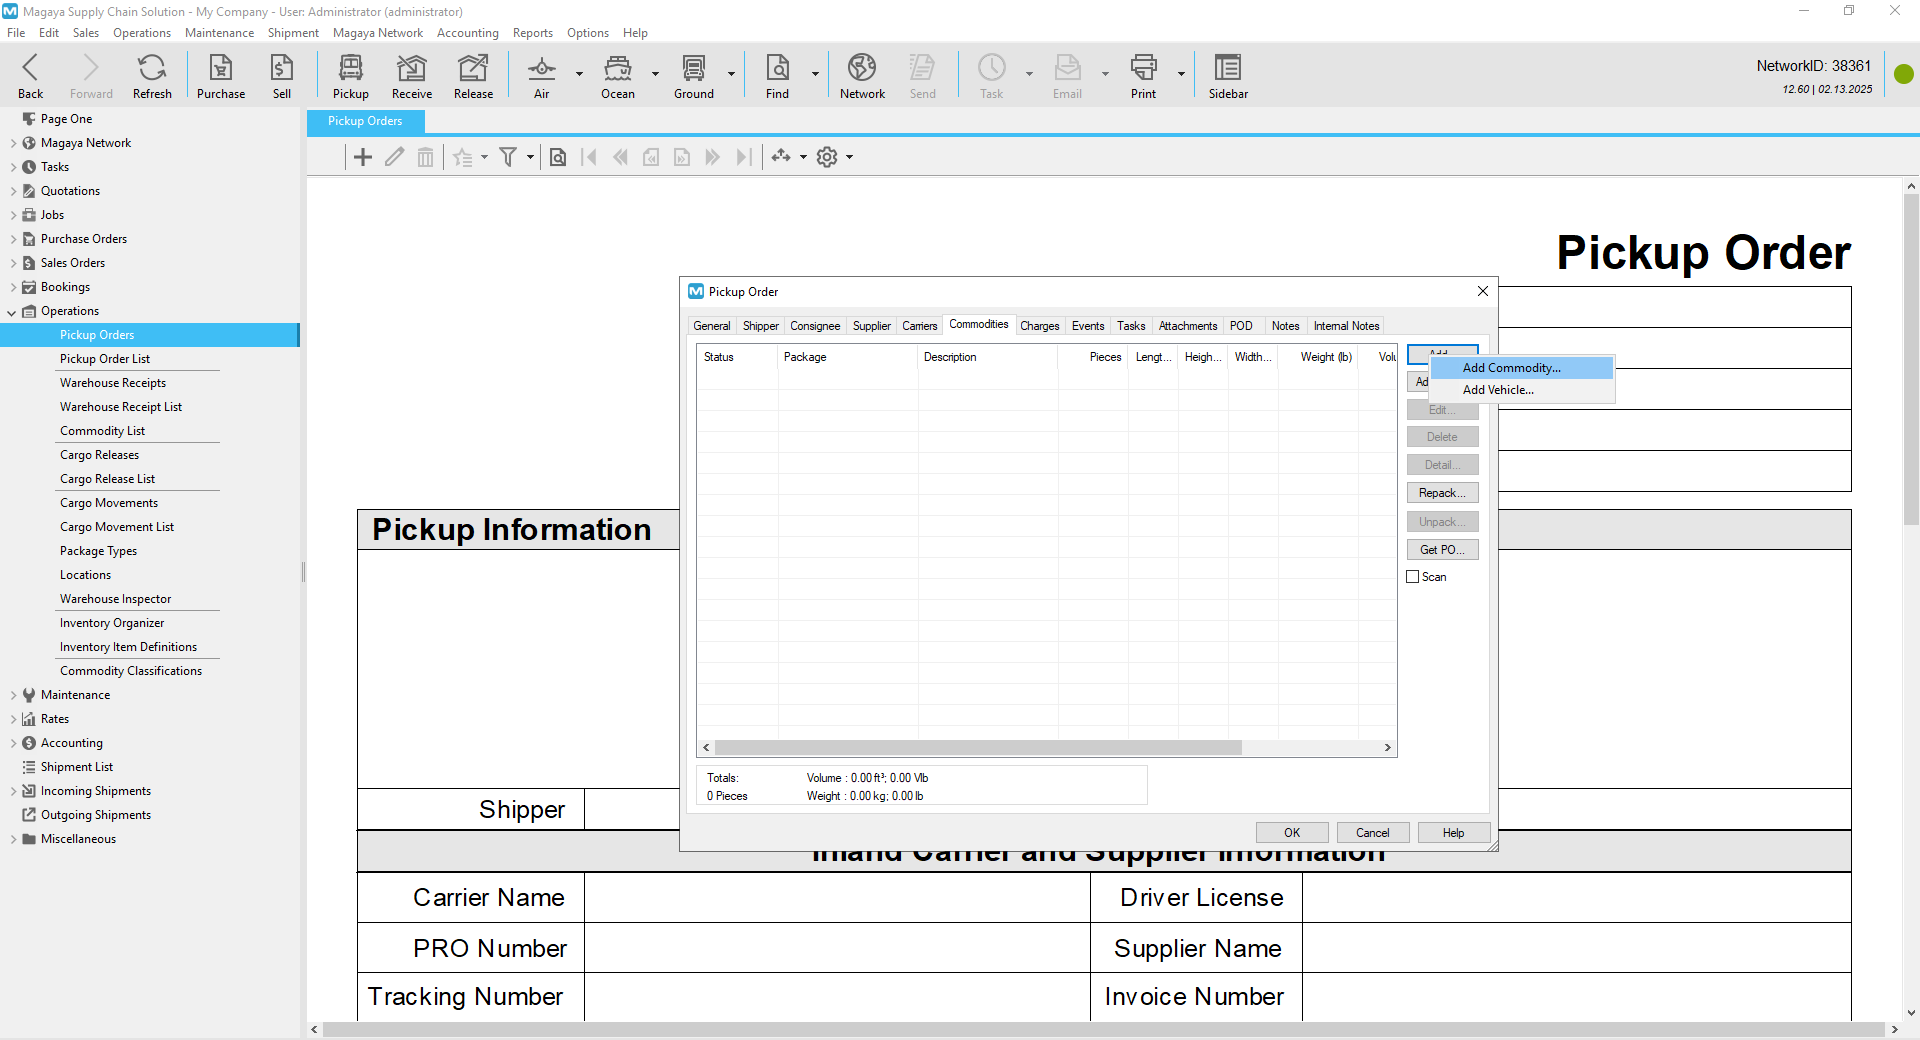 Magaya Supply Chain Solution - My Company - User: Administrator (administrator)
File Edit Sales Operations Maintenance Shipment Magaya Network Accounting Reports Options Help
Back Forward Refresh Purchase Sell Pickup Receive Release Air Ocean Ground Find Network Send Task Email Print Sidebar
NetworkID: 38361
12.60 | 02.13.2025
Page One
Magaya Network
Tasks
Quotations
Jobs
Purchase Orders
Sales Orders
Bookings
Operations
Pickup Orders
Pickup Order List
Warehouse Receipts
Warehouse Receipt List
Commodity List
Cargo Releases
Cargo Release List
Cargo Movements
Cargo Movement List
Package Types
Locations
Warehouse Inspector
Inventory Organizer
Inventory Item Definitions
Commodity Classifications
Maintenance
Rates
Accounting
Shipment List
Incoming Shipments
Outgoing Shipments
Miscellaneous
Pickup Orders
Pickup Order
Pickup Order
General Shipper Consignee Supplier Carriers Commodities Charges Events Tasks Attachments POD Notes Internal Notes
Status Package Description Pieces Lengt... Heigh... Width... Weight (lb) Volu
Add Commodity...
Add Vehicle...
Edit...
Delete
Detail...
Repack...
Unpack...
Get PO...
Scan
Totals: Volume : 0.00 ft³; 0.00 Vlb
0 Pieces Weight : 0.00 kg; 0.00 lb
OK Cancel Help
Pickup Information
Shipper
Inland Carrier and Supplier Information
Carrier Name Driver License
PRO Number Supplier Name
Tracking Number Invoice Number